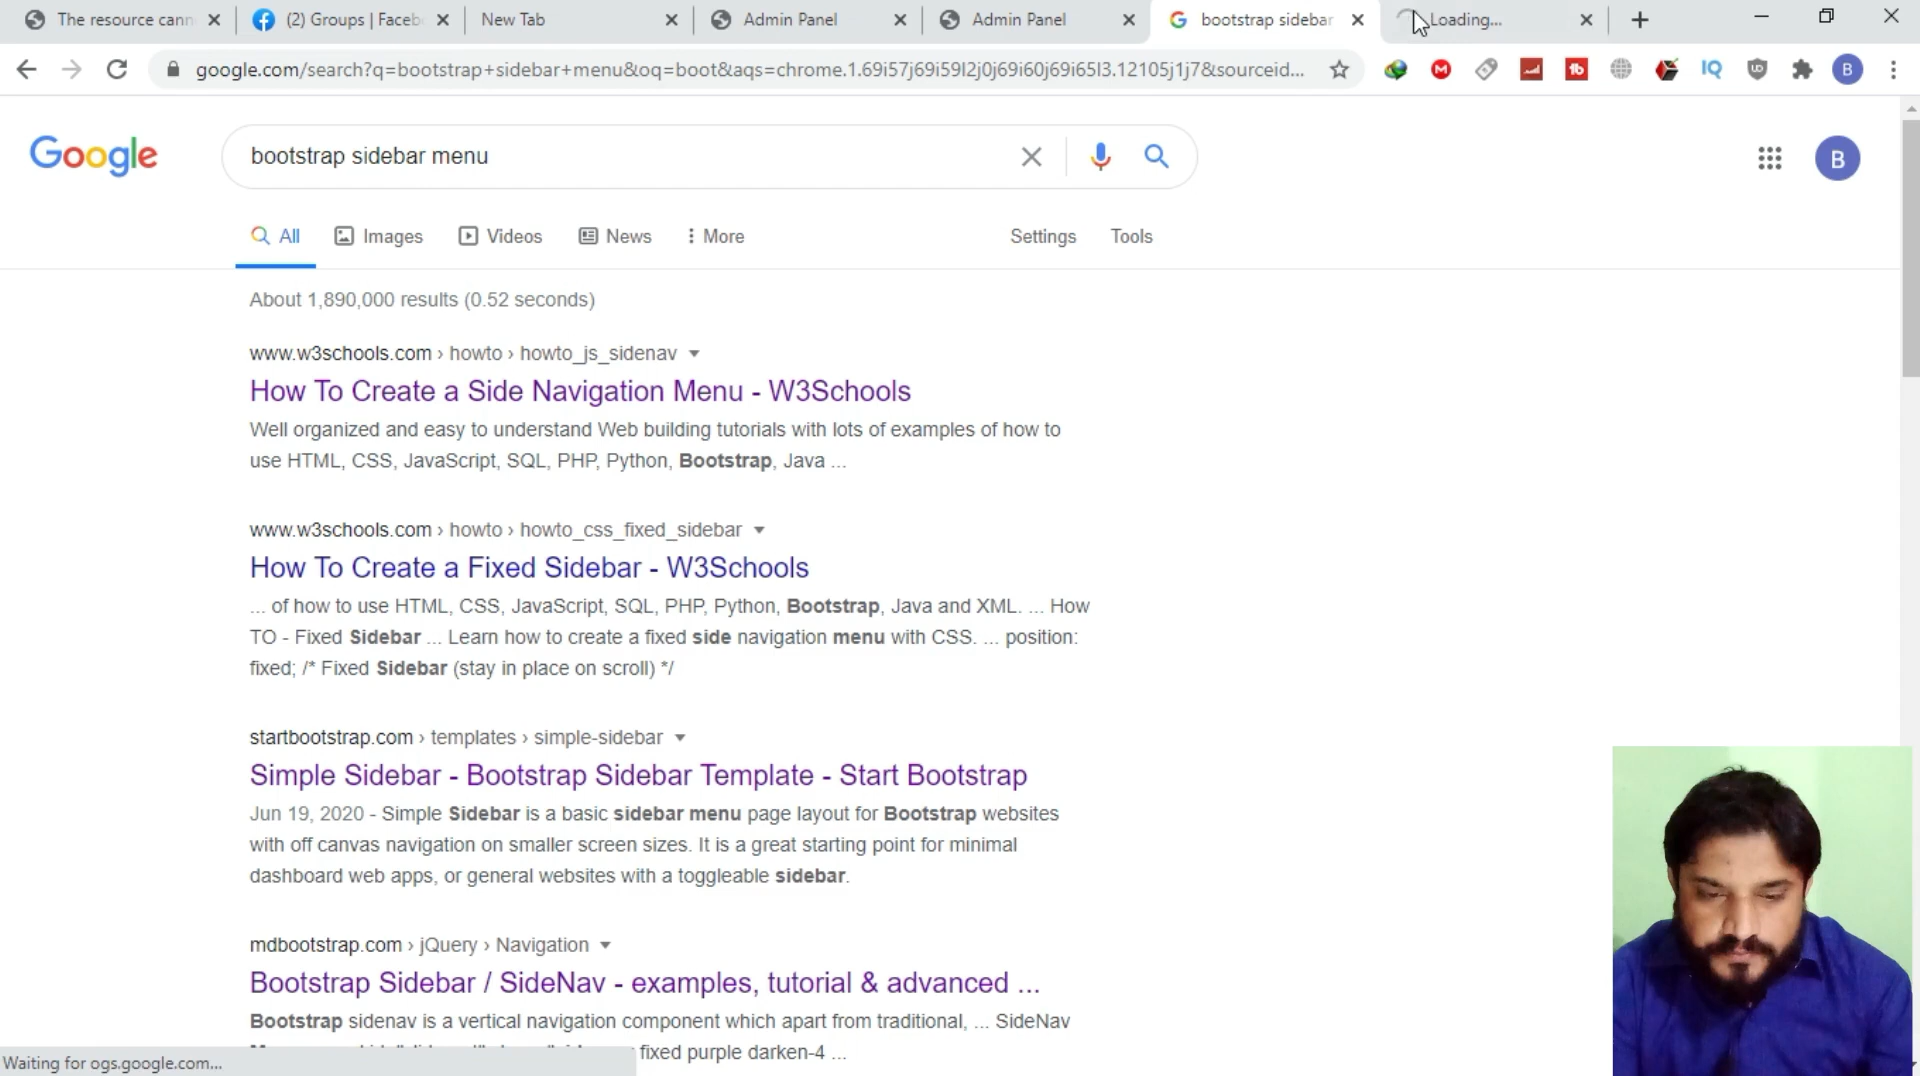 The resource cann
(2) Groups | Faceb
New Tab
Admin Panel
Admin Panel
bootstrap sidebar
Loading...
google.com/search?q=bootstrap+sidebar+menu&oq=boot&aqs=chrome.1.69i57j69i59l2j0j69i60j69i65l3.12105j1j7&sourceid...
B
Google
bootstrap sidebar menu
B
All
Images
Videos
News
More
Settings
Tools
About 1,890,000 results (0.52 seconds)
www.w3schools.com › howto › howto_js_sidenav
How To Create a Side Navigation Menu - W3Schools
Well organized and easy to understand Web building tutorials with lots of examples of how to
use HTML, CSS, JavaScript, SQL, PHP, Python, Bootstrap, Java ...
www.w3schools.com › howto › howto_css_fixed_sidebar
How To Create a Fixed Sidebar - W3Schools
... of how to use HTML, CSS, JavaScript, SQL, PHP, Python, Bootstrap, Java and XML. ... How
TO - Fixed Sidebar ... Learn how to create a fixed side navigation menu with CSS. ... position:
fixed; /* Fixed Sidebar (stay in place on scroll) */
startbootstrap.com › templates › simple-sidebar
Simple Sidebar - Bootstrap Sidebar Template - Start Bootstrap
Jun 19, 2020 - Simple Sidebar is a basic sidebar menu page layout for Bootstrap websites
with off canvas navigation on smaller screen sizes. It is a great starting point for minimal
dashboard web apps, or general websites with a toggleable sidebar.
mdbootstrap.com › jQuery › Navigation
Bootstrap Sidebar / SideNav - examples, tutorial & advanced ...
Bootstrap sidenav is a vertical navigation component which apart from traditional, ... SideNav
fixed purple darken-4 ...
Waiting for ogs.google.com...